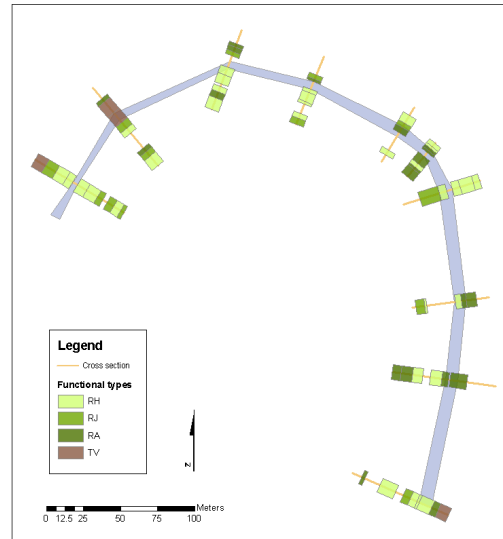 Legend
Cross section
Functional types
RH
RJ
RA
TV
N
Meters
0 12.5 25 50 75 100